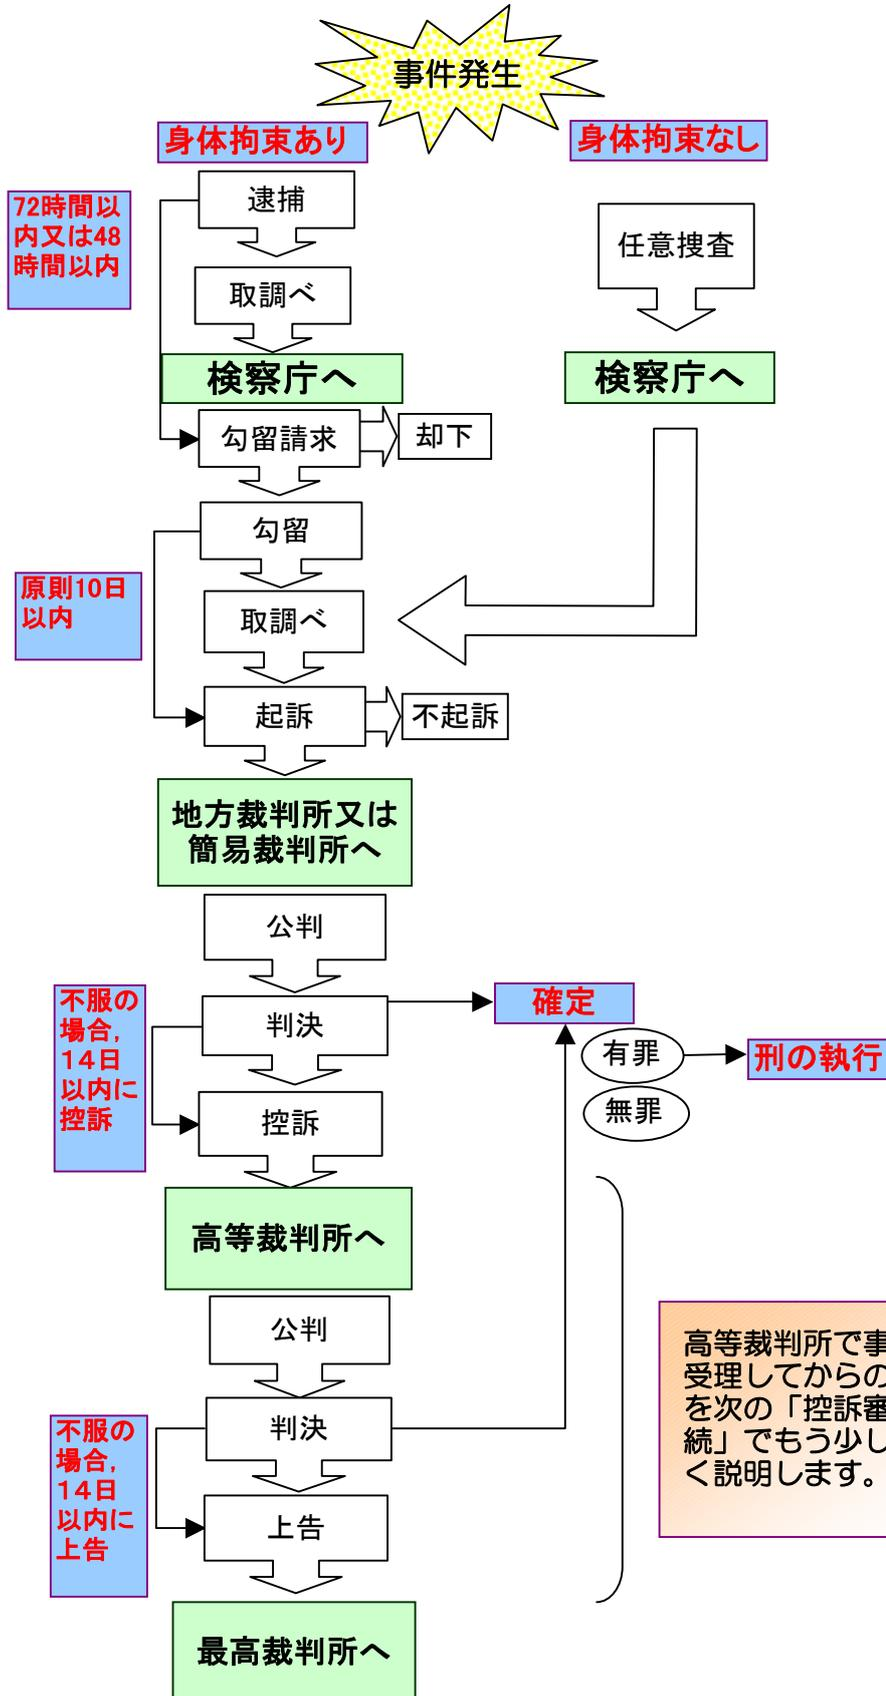 事件発生
身体拘束あり
身体拘束なし
72時間以
内又は48
時間以内
逮捕
任意捜査
取調べ
検察庁へ
検察庁へ
勾留請求
却下
勾留
原則10日
以内
取調べ
起訴
不起訴
地方裁判所又は
簡易裁判所へ
公判
不服の
場合,
14日
以内に
控訴
判決
確定
有罪
刑の執行
無罪
控訴
高等裁判所へ
公判
高等裁判所で事
受理してからの
を次の「控訴審
続」でもう少し
く説明します。
判決
不服の
場合,
14日
以内に
上告
上告
最高裁判所へ